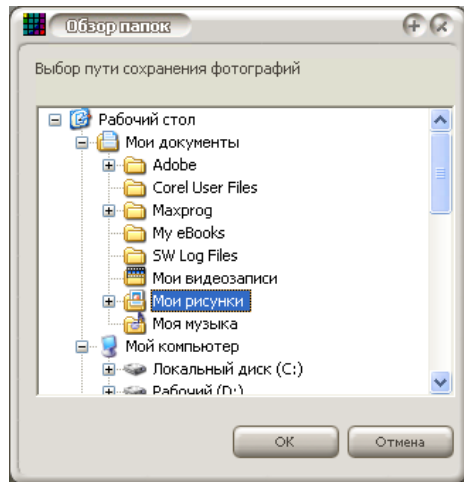 Обзор папок
Выбор пути сохранения фотографий
Рабочий стол
Мои документы
Adobe
Corel User Files
Maxprog
My eBooks
SW Log Files
Мои видеозаписи
Мои рисунки
Моя музыка
Мой компьютер
Локальный диск (C:)
Рабочий (D:)
OK
Отмена